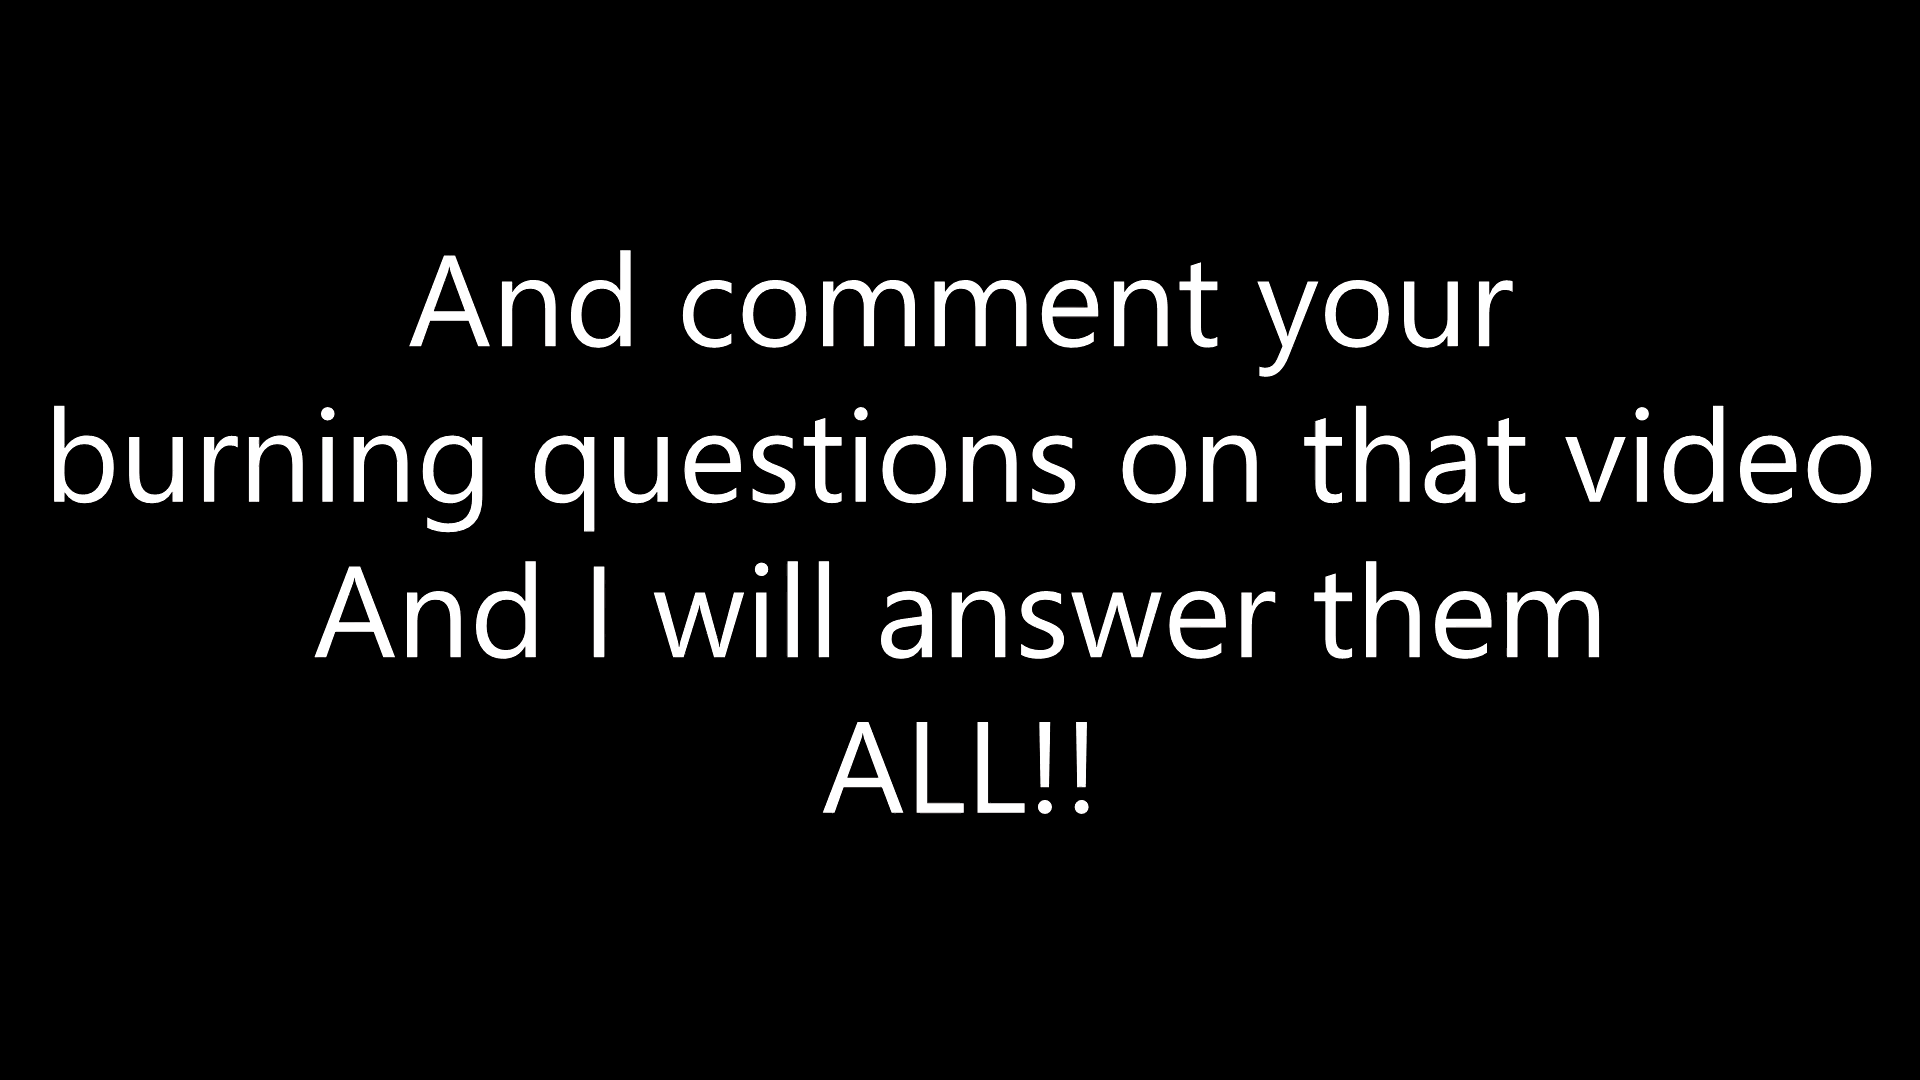 And comment your
burning questions on that video
And I will answer them
ALL!!